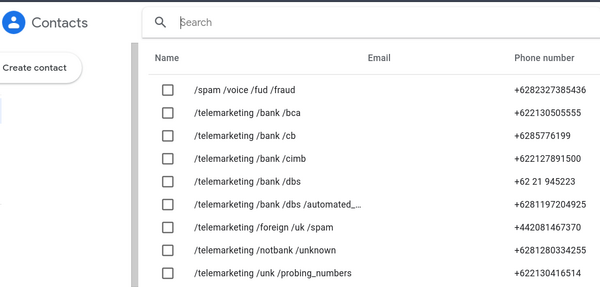 Contacts
Search
Create contact
Name Email Phone number
/spam /voice /fud /fraud +6282327385436
/telemarketing /bank /bca +622130505555
/telemarketing /bank /cb +6285776199
/telemarketing /bank /cimb +622127891500
/telemarketing /bank /dbs +62 21 945223
/telemarketing /bank /dbs /automated_... +6281197204925
/telemarketing /foreign /uk /spam +442081467370
/telemarketing /notbank /unknown +6281280334255
/telemarketing /unk /probing_numbers +622130416514